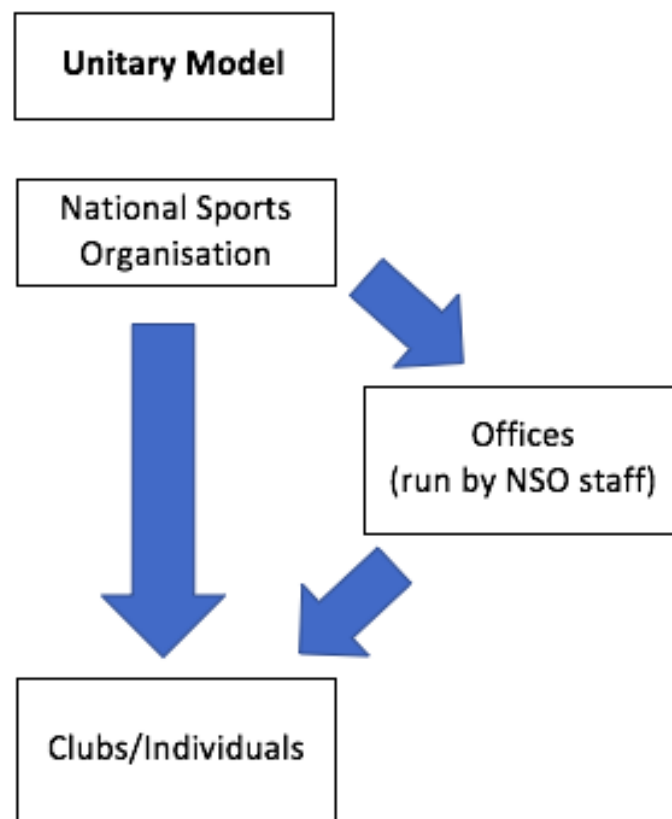 Unitary Model
National Sports
Organisation
Offices
(run by NSO staff)
Clubs/Individuals